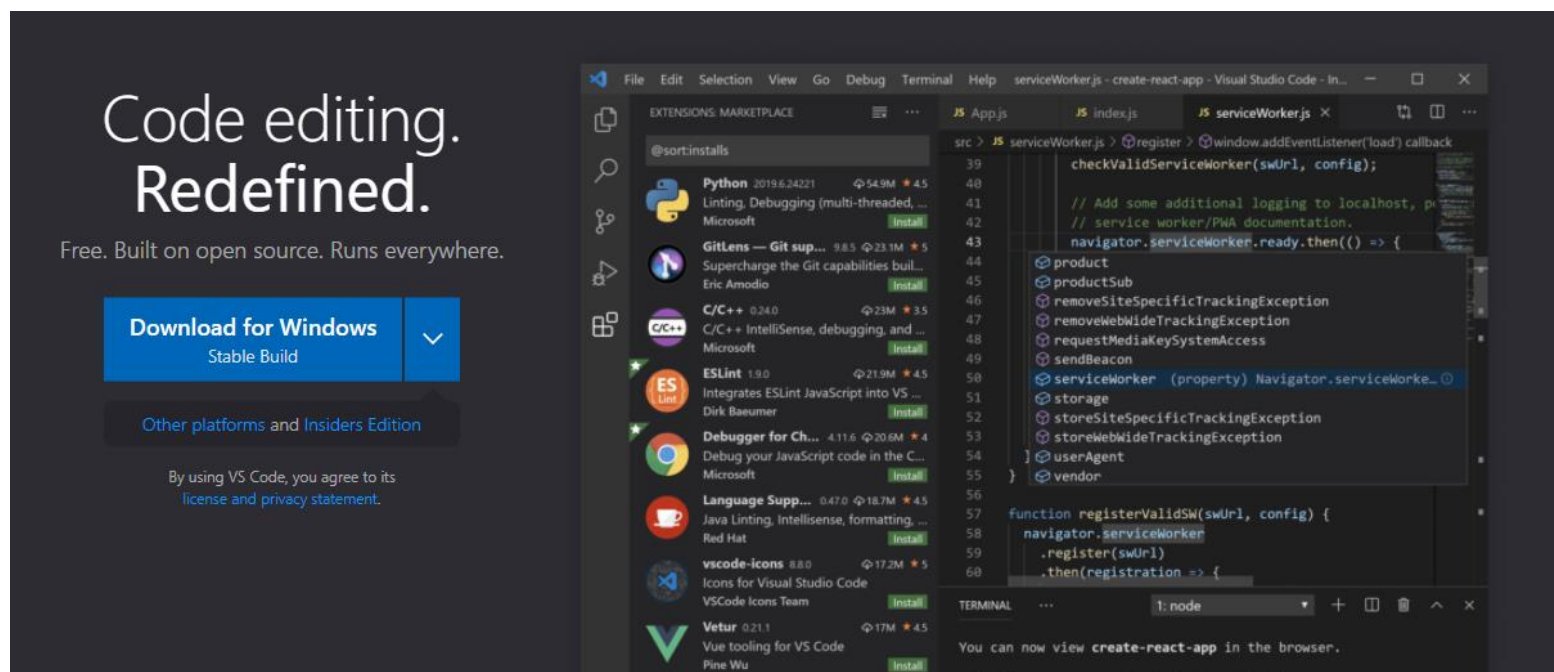 Code editing.
Redefined.
Free. Built on open source. Runs everywhere.
Download for Windows
Stable Build
Other platforms and Insiders Edition
By using VS Code, you agree to its
license and privacy statement.
File Edit Selection View Go Debug Terminal Help serviceWorker.js - create-react-app - Visual Studio Code - In...
EXTENSIONS: MARKETPLACE
@sort:installs
Python 2019.6.24221 54.9M 4.5
Linting, Debugging (multi-threaded, ...
Microsoft Install
GitLens — Git sup... 9.8.5 23.1M 5
Supercharge the Git capabilities buil...
Eric Amodio Install
C/C++
C/C++ 0.24.0 23M 3.5
C/C++ IntelliSense, debugging, and ...
Microsoft Install
ES
Lint
ESLint 1.9.0 21.9M 4.5
Integrates ESLint JavaScript into VS ...
Dirk Baeumer Install
Debugger for Ch... 4.11.6 20.6M 4
Debug your JavaScript code in the C...
Microsoft Install
Language Supp... 0.47.0 18.7M 4.5
Java Linting, Intellisense, formatting, ...
Red Hat Install
vscode-icons 8.8.0 17.2M 5
Icons for Visual Studio Code
VSCode Icons Team Install
Vetur 0.21.1 17M 4.5
Vue tooling for VS Code
Pine Wu Install
JS App.js JS index.js JS serviceWorker.js
src > JS serviceWorker.js > register > window.addEventListener('load') callback
39 checkValidServiceWorker(swUrl, config);
40
41 // Add some additional logging to localhost, p
42 // service worker/PWA documentation.
43 navigator.serviceWorker.ready.then(() => {
44 product
45 productSub
46 removeSiteSpecificTrackingException
47 removeWebWideTrackingException
48 requestMediaKeySystemAccess
49 sendBeacon
50 serviceWorker (property) Navigator.serviceWorke...
51 storage
52 storeSiteSpecificTrackingException
53 storeWebWideTrackingException
54 } userAgent
55 } vendor
56
57 function registerValidSW(swUrl, config) {
58 navigator.serviceWorker
59 .register(swUrl)
60 .then(registration => {
TERMINAL ... 1: node
You can now view create-react-app in the browser.